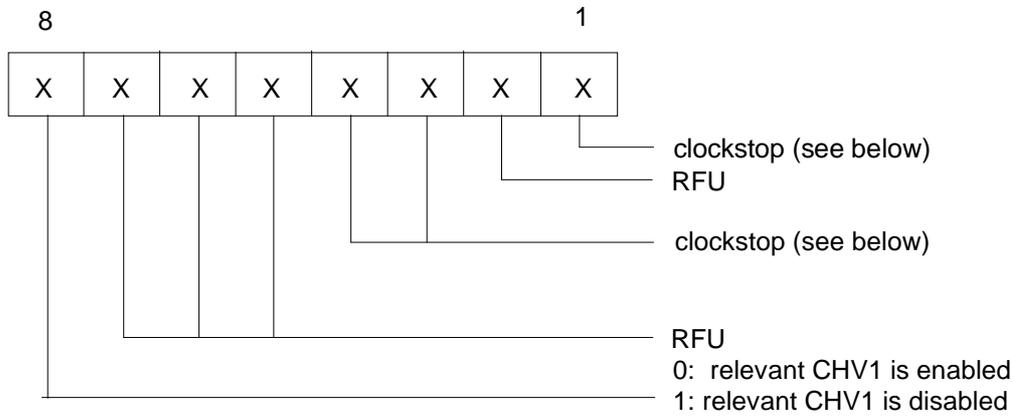 8 1
X X X X X X X X
clockstop (see below)
RFU
clockstop (see below)
RFU
0: relevant CHV1 is enabled
1: relevant CHV1 is disabled